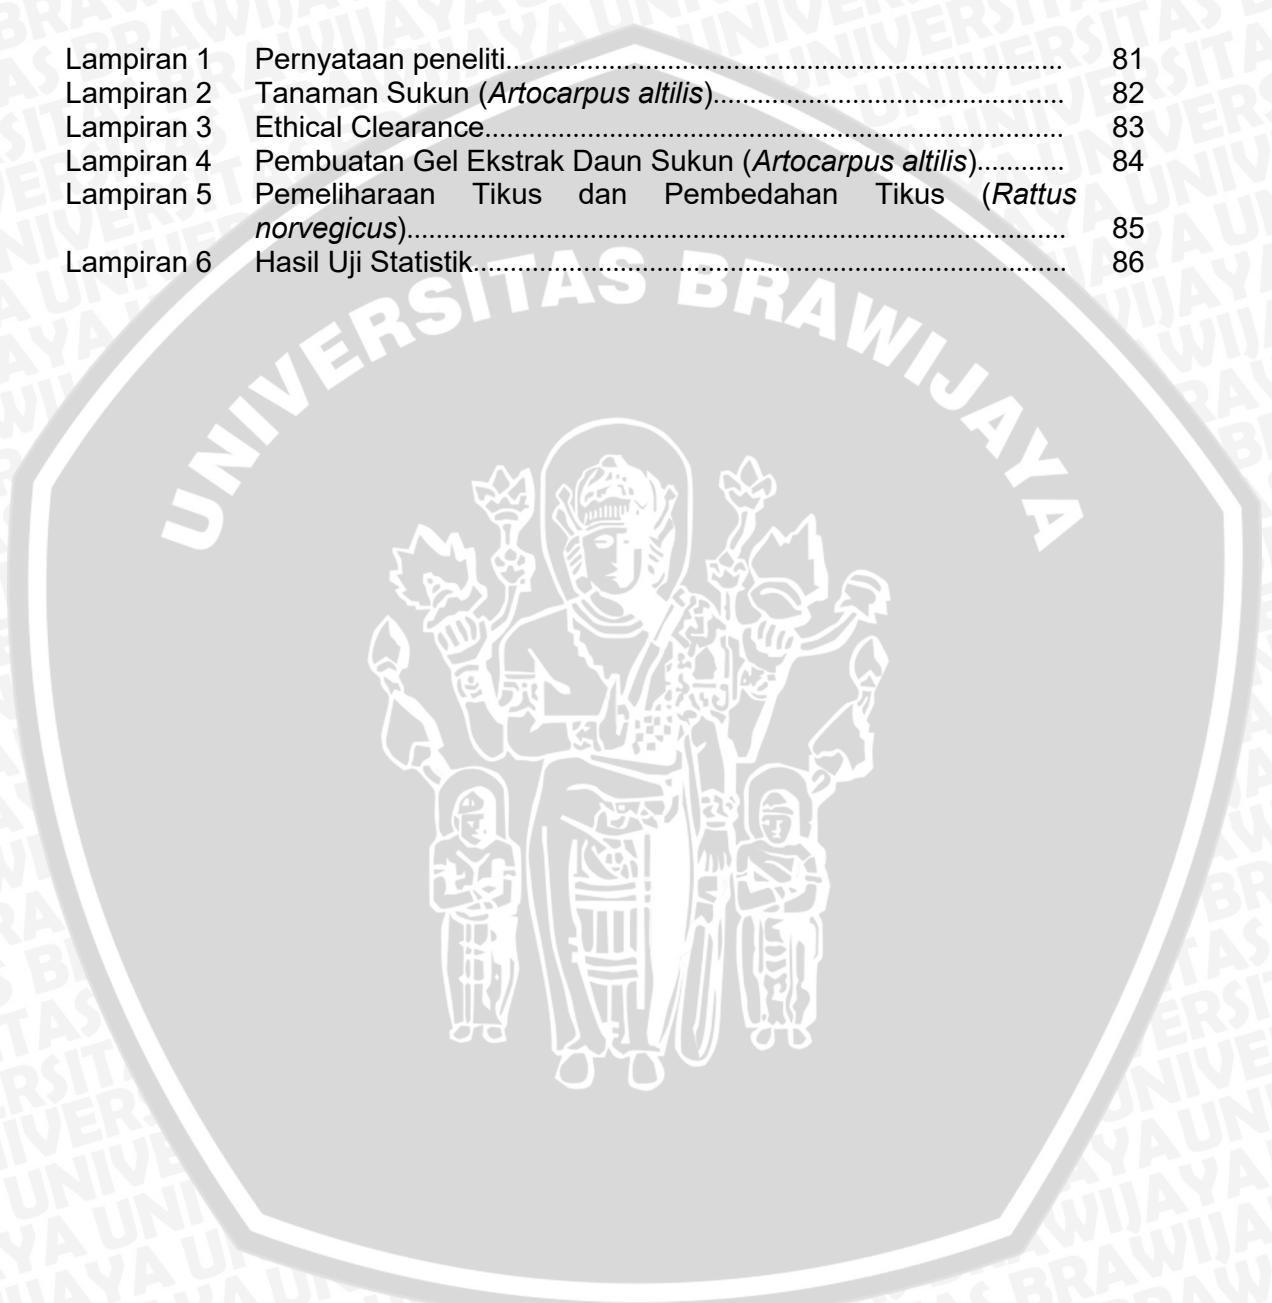 Lampiran 1 Pernyataan peneliti........................................................................... 81
Lampiran 2 Tanaman Sukun (Artocarpus altilis)............................................... 82
Lampiran 3 Ethical Clearance.............................................................................. 83
Lampiran 4 Pembuatan Gel Ekstrak Daun Sukun (Artocarpus altilis)............ 84
Lampiran 5 Pemeliharaan Tikus dan Pembedahan Tikus (Rattus
norvegicus)......................................................................................... 85
Lampiran 6 Hasil Uji Statistik................................................................................ 86
UNIVERSITAS BRAWIJAYA